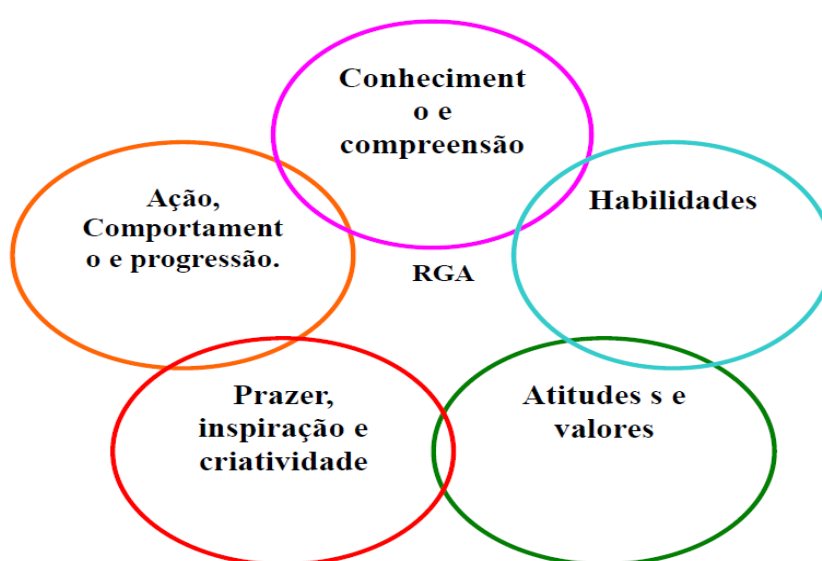 Conheciment
o e
compreensão
Habilidades
Ação,
Comportament
o e progressão.
RGA
Prazer,
inspiração e
criatividade
Atitudes s e
valores